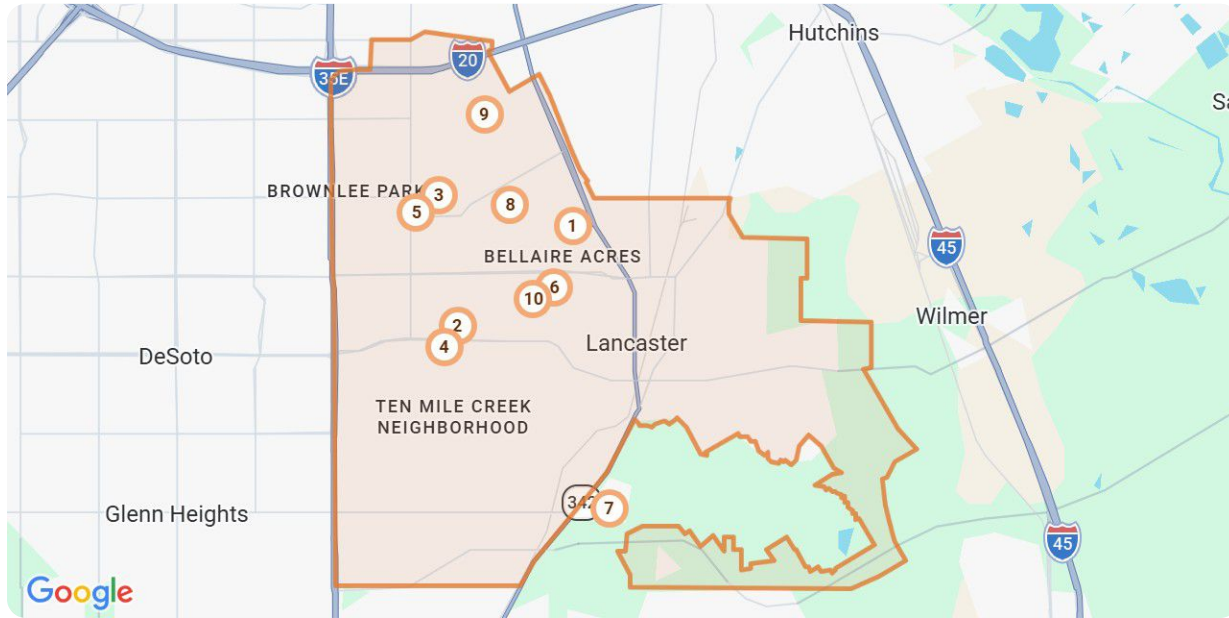 Hutchins
20
35E
Sa
9
BROWNLEE PARK
3
5
8
1
BELLAIRE ACRES
45
6
10
2
4
Wilmer
Lancaster
DeSoto
TEN MILE CREEK
NEIGHBORHOOD
342
7
Glenn Heights
45
Google